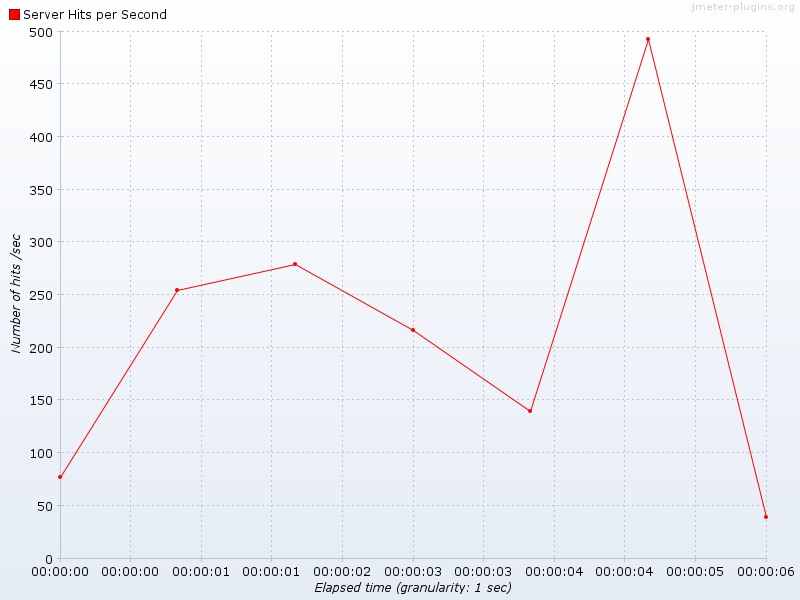 jmeter-plugins.org
Server Hits per Second
500
450
400
350
300
250
200
150
100
50
0
Number of hits /sec
00:00:00 00:00:00 00:00:01 00:00:01 00:00:02 00:00:03 00:00:03 00:00:04 00:00:04 00:00:05 00:00:06
Elapsed time (granularity: 1 sec)